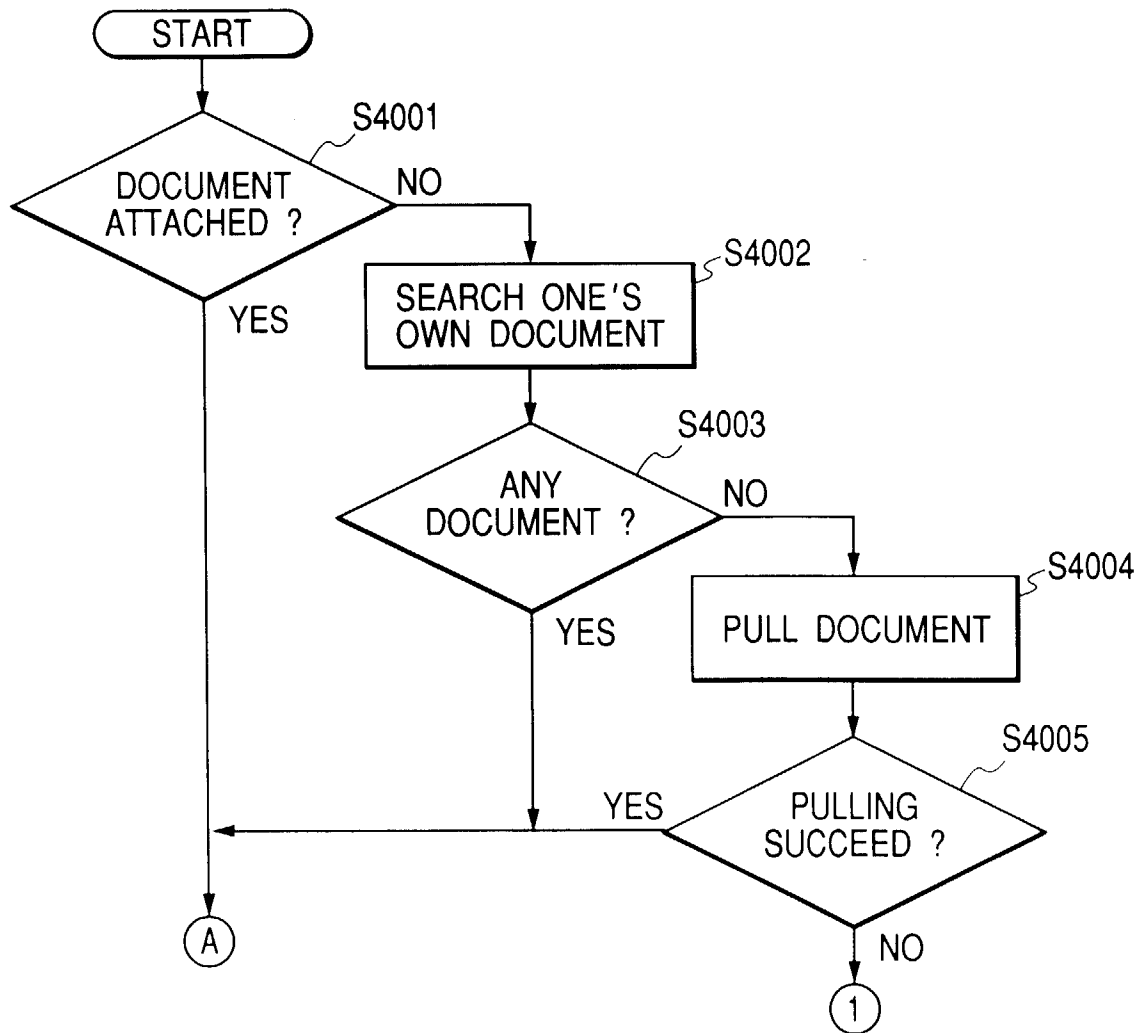 START
S4001
DOCUMENT
ATTACHED ?
NO
YES
S4002
SEARCH ONE'S
OWN DOCUMENT
S4003
ANY
DOCUMENT ?
NO
YES
S4004
PULL DOCUMENT
S4005
PULLING
SUCCEED ?
YES
NO
A
1